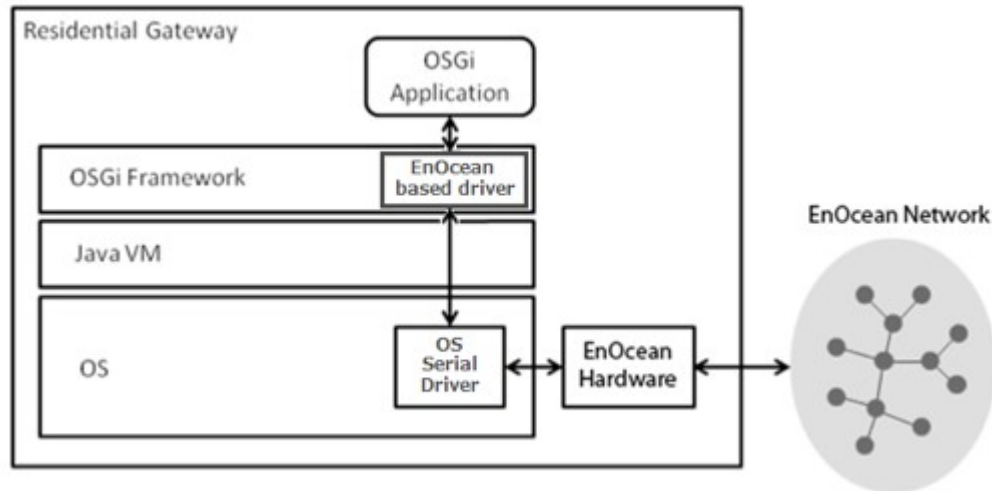 Residential Gateway
OSGi
Application
OSGi Framework
EnOcean
based driver
Java VM
OS
OS
Serial
Driver
EnOcean
Hardware
EnOcean Network